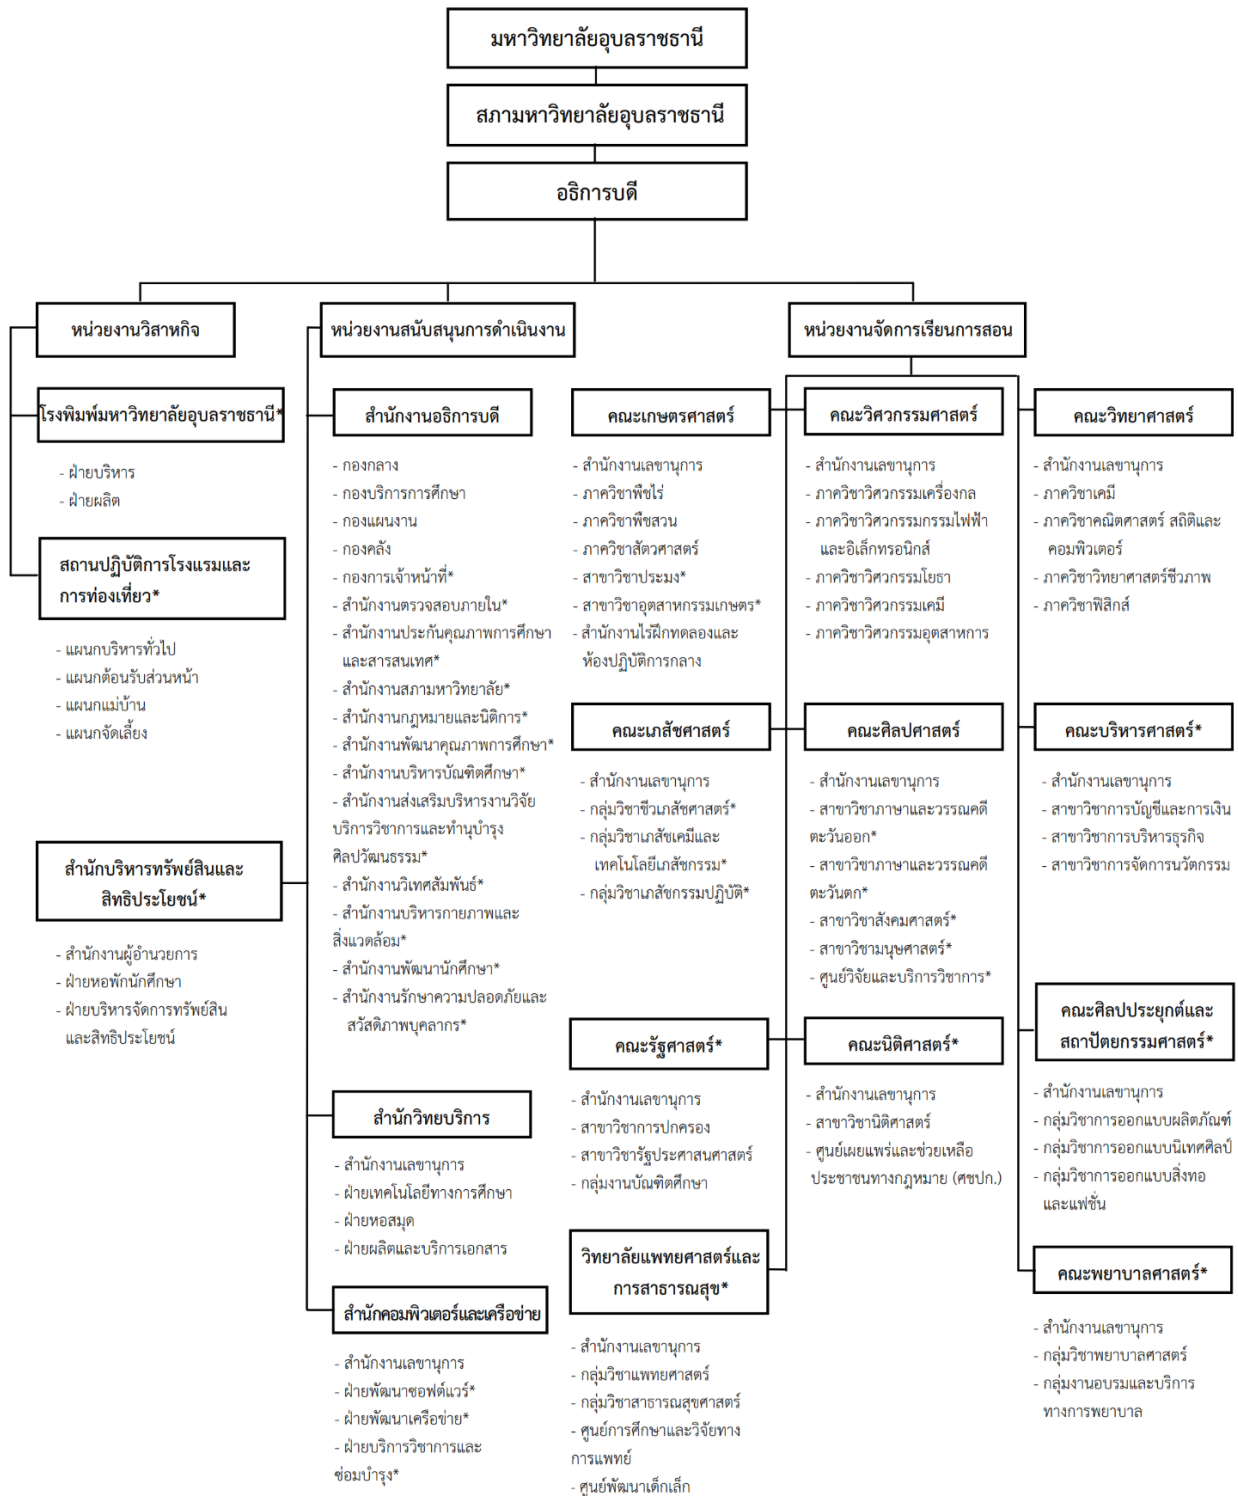 มหาวิทยาลัยอุบลราชธานี
สภามหาวิทยาลัยอุบลราชธานี
อธิการบดี
หน่วยงานวิสาหกิจ
โรงพิมพ์มหาวิทยาลัยอุบลราชธานี*
- ฝ่ายบริหาร
- ฝ่ายผลิต
สถานปฏิบัติการโรงแรมและ
การท่องเที่ยว*
- แผนกบริหารทั่วไป
- แผนกต้อนรับส่วนหน้า
- แผนกแม่บ้าน
- แผนกจัดเลี้ยง
สำนักบริหารทรัพย์สินและ
สิทธิประโยชน์*
- สำนักงานผู้อำนวยการ
- ฝ่ายหอพักนักศึกษา
- ฝ่ายบริหารจัดการทรัพย์สิน
และสิทธิประโยชน์
หน่วยงานสนับสนุนการดำเนินงาน
สำนักงานอธิการบดี
- กองกลาง
- กองบริการการศึกษา
- กองแผนงาน
- กองคลัง
- กองการเจ้าหน้าที่*
- สำนักงานตรวจสอบภายใน*
- สำนักงานประกันคุณภาพการศึกษา
และสารสนเทศ*
- สำนักงานสภามหาวิทยาลัย*
- สำนักงานกฎหมายและนิติการ*
- สำนักงานพัฒนาคุณภาพการศึกษา*
- สำนักงานบริหารบัณฑิตศึกษา*
- สำนักงานส่งเสริมบริหารงานวิจัย
บริการวิชาการและทำนุบำรุง
ศิลปวัฒนธรรม*
- สำนักงานวิเทศสัมพันธ์*
- สำนักงานบริหารกายภาพและ
สิ่งแวดล้อม*
- สำนักงานพัฒนานักศึกษา*
- สำนักงานรักษาความปลอดภัยและ
สวัสดิภาพบุคลากร*
สำนักวิทยบริการ
- สำนักงานเลขานุการ
- ฝ่ายเทคโนโลยีทางการศึกษา
- ฝ่ายหอสมุด
- ฝ่ายผลิตและบริการเอกสาร
สำนักคอมพิวเตอร์และเครือข่าย
- สำนักงานเลขานุการ
- ฝ่ายพัฒนาซอฟต์แวร์*
- ฝ่ายพัฒนาเครือข่าย*
- ฝ่ายบริการวิชาการและ
ซ่อมบำรุง*
หน่วยงานจัดการเรียนการสอน
คณะเกษตรศาสตร์
- สำนักงานเลขานุการ
- ภาควิชาพืชไร่
- ภาควิชาพืชสวน
- ภาควิชาสัตวศาสตร์
- สาขาวิชาประมง*
- สาขาวิชาอุตสาหกรรมเกษตร*
- สำนักงานไร่ฝึกทดลองและ
ห้องปฏิบัติการกลาง
คณะวิศวกรรมศาสตร์
- สำนักงานเลขานุการ
- ภาควิชาวิศวกรรมเครื่องกล
- ภาควิชาวิศวกรรมกรรมไฟฟ้า
และอิเล็กทรอนิกส์
- ภาควิชาวิศวกรรมโยธา
- ภาควิชาวิศวกรรมเคมี
- ภาควิชาวิศวกรรมอุตสาหการ
คณะวิทยาศาสตร์
- สำนักงานเลขานุการ
- ภาควิชาเคมี
- ภาควิชาคณิตศาสตร์ สถิติและ
คอมพิวเตอร์
- ภาควิชาวิทยาศาสตร์ชีวภาพ
- ภาควิชาฟิสิกส์
คณะเภสัชศาสตร์
- สำนักงานเลขานุการ
- กลุ่มวิชาชีวเภสัชศาสตร์*
- กลุ่มวิชาเภสัชเคมีและ
เทคโนโลยีเภสัชกรรม*
- กลุ่มวิชาเภสัชกรรมปฏิบัติ*
คณะศิลปศาสตร์
- สำนักงานเลขานุการ
- สาขาวิชาภาษาและวรรณคดี
ตะวันออก*
- สาขาวิชาภาษาและวรรณคดี
ตะวันตก*
- สาขาวิชาสังคมศาสตร์*
- สาขาวิชามนุษศาสตร์*
- ศูนย์วิจัยและบริการวิชาการ*
คณะบริหารศาสตร์*
- สำนักงานเลขานุการ
- สาขาวิชาการบัญชีและการเงิน
- สาขาวิชาการบริหารธุรกิจ
- สาขาวิชาการจัดการนวัตกรรม
คณะรัฐศาสตร์*
- สำนักงานเลขานุการ
- สาขาวิชาการปกครอง
- สาขาวิชารัฐประศาสนศาสตร์
- กลุ่มงานบัณฑิตศึกษา
คณะนิติศาสตร์*
- สำนักงานเลขานุการ
- สาขาวิชานิติศาสตร์
- ศูนย์เผยแพร่และช่วยเหลือ
ประชาชนทางกฎหมาย (ศชปก.)
คณะศิลปประยุกต์และ
สถาปัตยกรรมศาสตร์*
- สำนักงานเลขานุการ
- กลุ่มวิชาการออกแบบผลิตภัณฑ์
- กลุ่มวิชาการออกแบบนิเทศศิลป์
- กลุ่มวิชาการออกแบบสิ่งทอ
และแฟชั่น
วิทยาลัยแพทยศาสตร์และ
การสาธารณสุข*
- สำนักงานเลขานุการ
- กลุ่มวิชาแพทยศาสตร์
- กลุ่มวิชาสาธารณสุขศาสตร์
- ศูนย์การศึกษาและวิจัยทาง
การแพทย์
- ศูนย์พัฒนาเด็กเล็ก
คณะพยาบาลศาสตร์*
- สำนักงานเลขานุการ
- กลุ่มวิชาพยาบาลศาสตร์
- กลุ่มงานอบรมและบริการ
ทางการพยาบาล